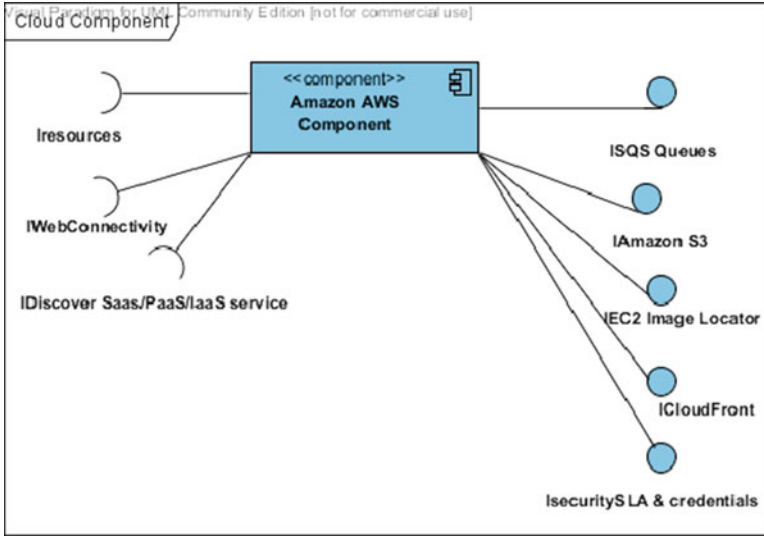 Visual Paradigm for UML Community Edition [not for commercial use]
Cloud Component
<<component>>
Amazon AWS
Component
Iresources
IWebConnectivity
IDiscover Saas/PaaS/IaaS service
ISQS Queues
IAmazon S3
IEC2 Image Locator
ICloudFront
IsecuritySLA & credentials